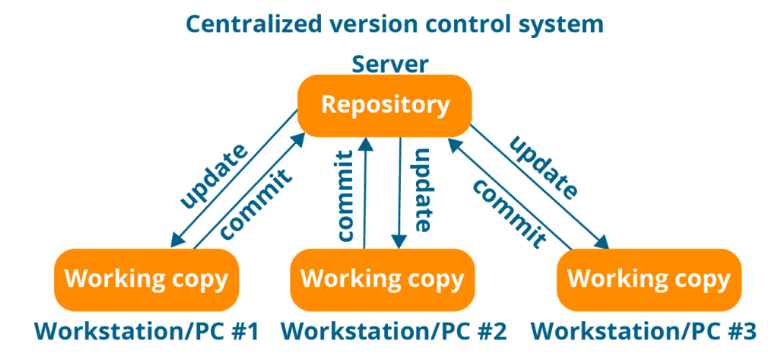 Centralized version control system
Server
Repository
update
commit
commit
update
update
commit
Working copy
Working copy
Working copy
Workstation/PC #1
Workstation/PC #2
Workstation/PC #3